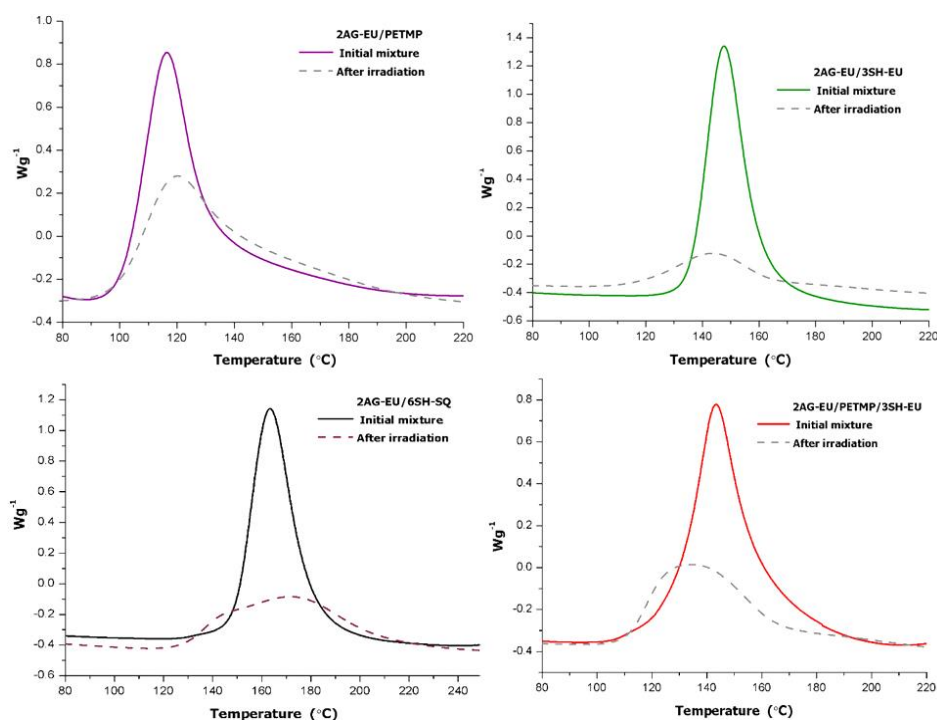 2AG-EU/PETMP
Initial mixture
After irradiation
1.0
0.8
0.6
0.4
0.2
0.0
-0.2
-0.4
Wg-1
80 100 120 140 160 180 200 220
Temperature (°C)
2AG-EU/3SH-EU
Initial mixture
After irradiation
1.4
1.2
1.0
0.8
0.6
0.4
0.2
0.0
-0.2
-0.4
-0.6
Wg-1
80 100 120 140 160 180 200 220
Temperature (°C)
2AG-EU/6SH-SQ
Initial mixture
After irradiation
1.2
1.0
0.8
0.6
0.4
0.2
0.0
-0.2
-0.4
-0.6
Wg-1
80 100 120 140 160 180 200 220 240
Temperature (°C)
2AG-EU/PETMP/3SH-EU
Initial mixture
After irradiation
0.8
0.4
0.0
-0.4
Wg-1
80 100 120 140 160 180 200 220
Temperature (°C)